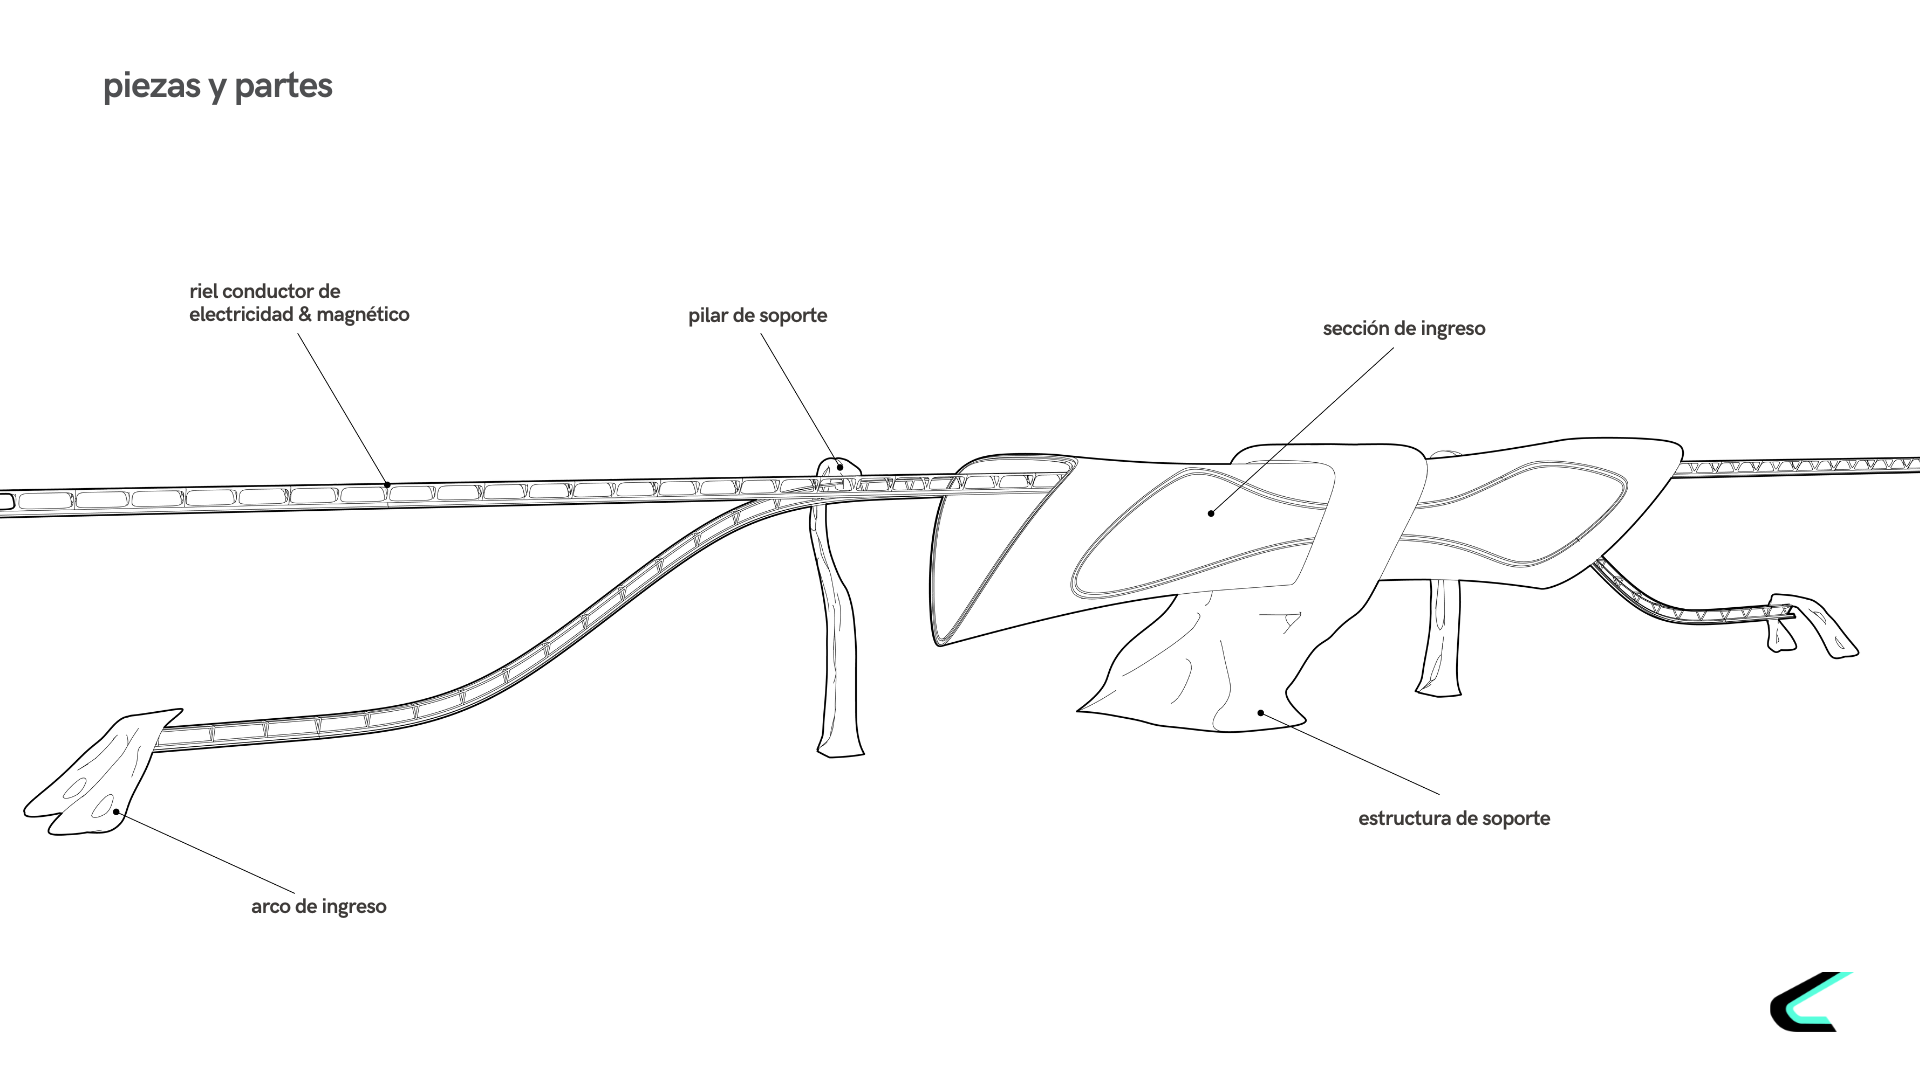 piezas y partes
riel conductor de
electricidad & magnético
pilar de soporte
sección de ingreso
estructura de soporte
arco de ingreso